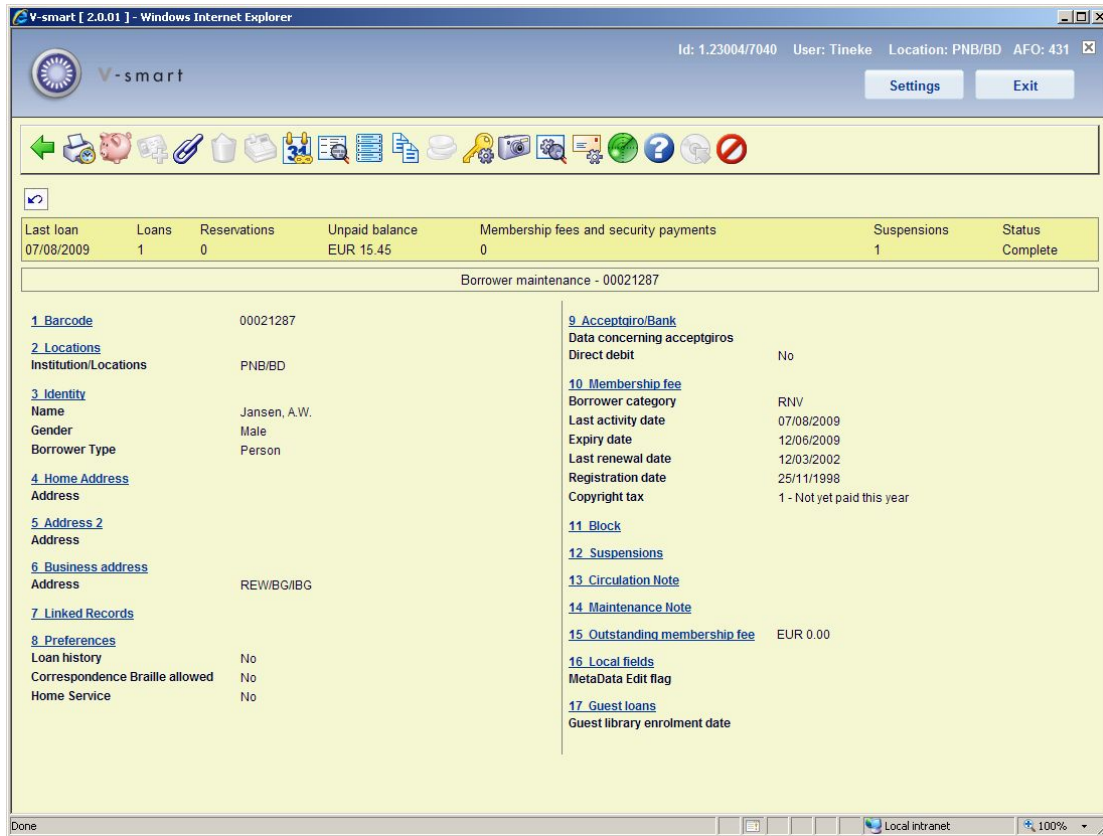 V-smart [ 2.0.01 ] - Windows Internet Explorer
Id: 1.23004/7040 User: Tineke Location: PNB/BD AFO: 431
V-smart
Settings Exit
31
Last loan Loans Reservations Unpaid balance Membership fees and security payments Suspensions Status
07/08/2009 1 0 EUR 15.45 0 1 Complete
Borrower maintenance - 00021287
1 Barcode 00021287
2 Locations
Institution/Locations PNB/BD
3 Identity
Name Jansen, A.W.
Gender Male
Borrower Type Person
4 Home Address
Address
5 Address 2
Address
6 Business address
Address REW/BG/IBG
7 Linked Records
8 Preferences
Loan history No
Correspondence Braille allowed No
Home Service No
9 Acceptgiro/Bank
Data concerning acceptgiros
Direct debit No
10 Membership fee
Borrower category RNV
Last activity date 07/08/2009
Expiry date 12/06/2009
Last renewal date 12/03/2002
Registration date 25/11/1998
Copyright tax 1 - Not yet paid this year
11 Block
12 Suspensions
13 Circulation Note
14 Maintenance Note
15 Outstanding membership fee EUR 0.00
16 Local fields
MetaData Edit flag
17 Guest loans
Guest library enrolment date
Done Local intranet 100%